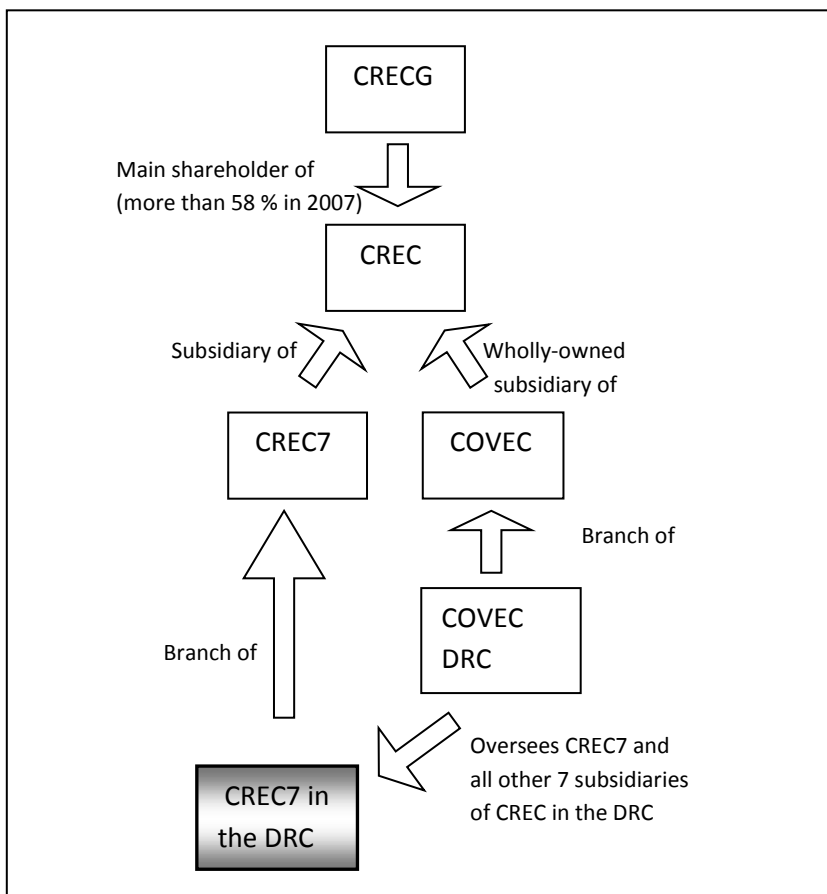 CRECG
Main shareholder of
(more than 58 % in 2007)
CREC
Subsidiary of
Wholly-owned
subsidiary of
CREC7
COVEC
Branch of
COVEC
DRC
Branch of
Oversees CREC7 and
all other 7 subsidiaries
of CREC in the DRC
CREC7 in
the DRC